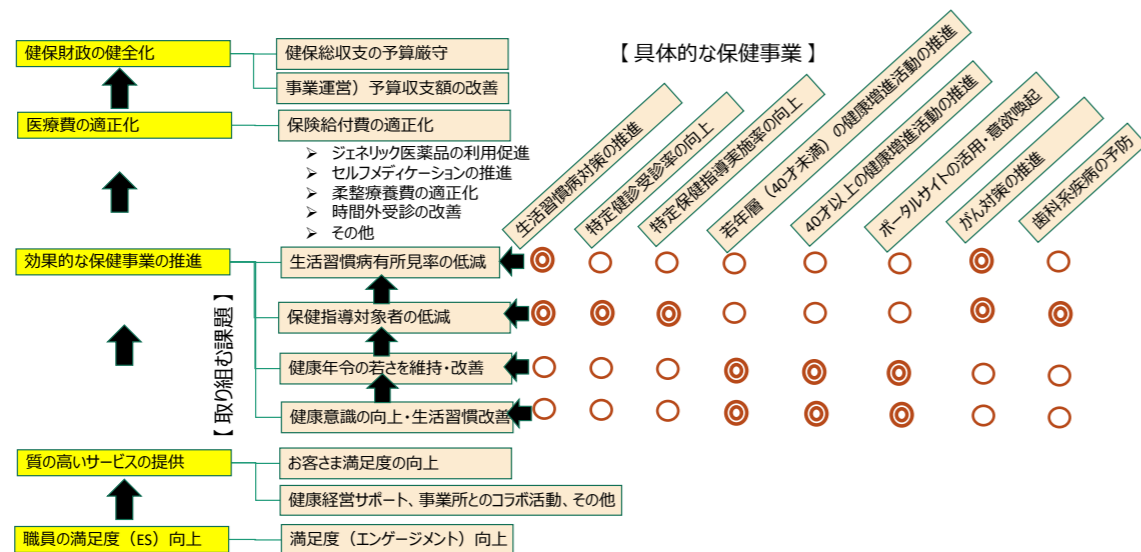 【 具体的な保健事業 】
健保財政の健全化
健保総収支の予算厳守
事業運営）予算収支額の改善
医療費の適正化
保険給付費の適正化
➢ ジェネリック医薬品の利用促進
➢ セルフメディケーションの推進
➢ 柔整療養費の適正化
➢ 時間外受診の改善
➢ その他
生活習慣病対策の推進
特定健診受診率の向上
特定保健指導実施率の向上
若年層（40才未満）の健康増進活動の推進
40才以上の健康増進活動の推進
ポータルサイトの活用・意欲喚起
がん対策の推進
歯科系疾病の予防
効果的な保健事業の推進
【 取り組む課題 】
生活習慣病有所見率の低減
◎ ○ ○ ○ ○ ○ ◎ ○
保健指導対象者の低減
◎ ◎ ◎ ○ ○ ○ ◎ ◎
健康年令の若さを維持・改善
○ ○ ○ ◎ ◎ ◎ ○ ○
健康意識の向上・生活習慣改善
○ ○ ○ ◎ ◎ ◎ ○ ○
質の高いサービスの提供
お客さま満足度の向上
健康経営サポート、事業所とのコラボ活動、その他
職員の満足度（ES）向上
満足度（エンゲージメント）向上